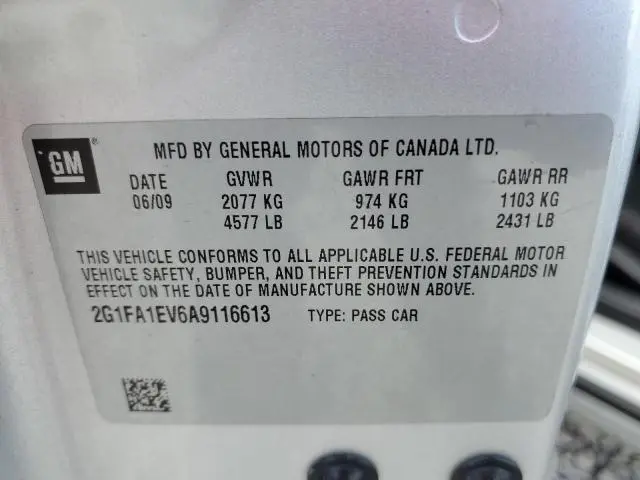 GM®
MFD BY GENERAL MOTORS OF CANADA LTD.
DATE GVWR GAWR FRT GAWR RR
06/09 2077 KG 974 KG 1103 KG
4577 LB 2146 LB 2431 LB
THIS VEHICLE CONFORMS TO ALL APPLICABLE U.S. FEDERAL MOTOR
VEHICLE SAFETY, BUMPER, AND THEFT PREVENTION STANDARDS IN
EFFECT ON THE DATE OF MANUFACTURE SHOWN ABOVE.
2G1FA1EV6A9116613 TYPE: PASS CAR